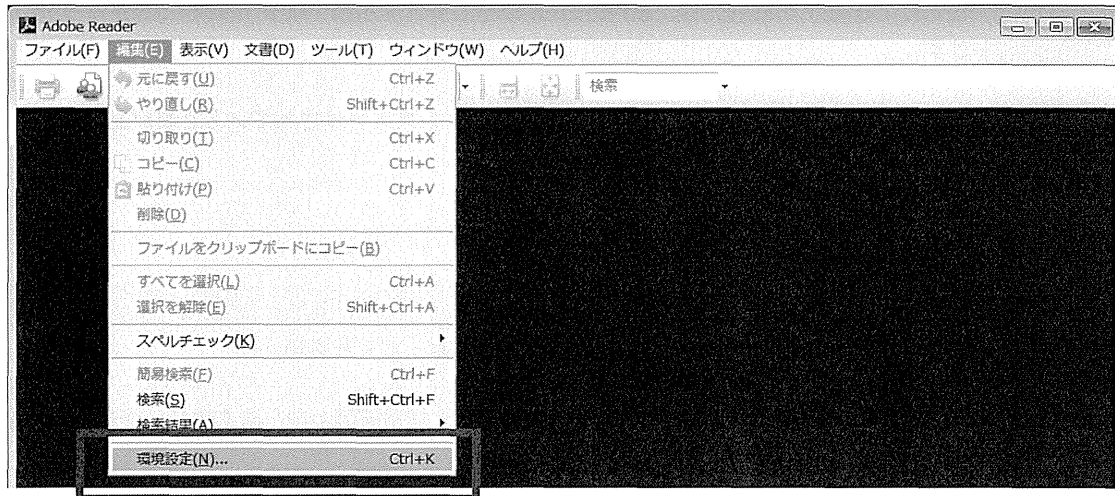 Adobe Reader
ファイル(F) 編集(E) 表示(V) 文書(D) ツール(T) ウィンドウ(W) ヘルプ(H)
検索
元に戻す(U) Ctrl+Z
やり直し(R) Shift+Ctrl+Z
切り取り(T) Ctrl+X
コピー(C) Ctrl+C
貼り付け(P) Ctrl+V
削除(D)
ファイルをクリップボードにコピー(B)
すべてを選択(L) Ctrl+A
選択を解除(E) Shift+Ctrl+A
スペルチェック(K)
簡易検索(F) Ctrl+F
検索(S) Shift+Ctrl+F
検索結果(A)
環境設定(N)... Ctrl+K